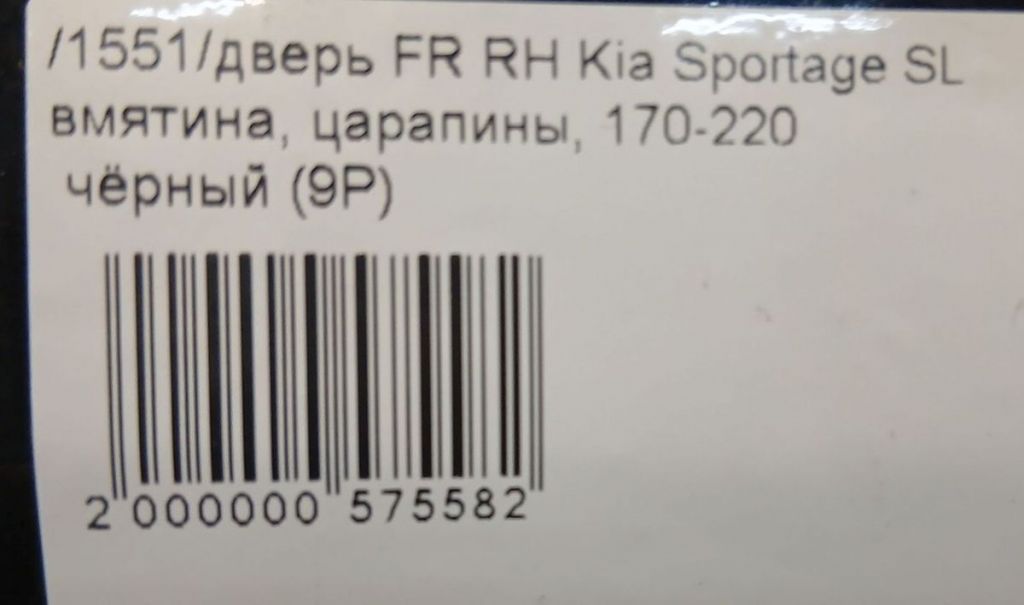 /1551/дверь FR RH Kia Sportage SL
вмятина, царапины, 170-220
чёрный (9P)
2 000000 575582